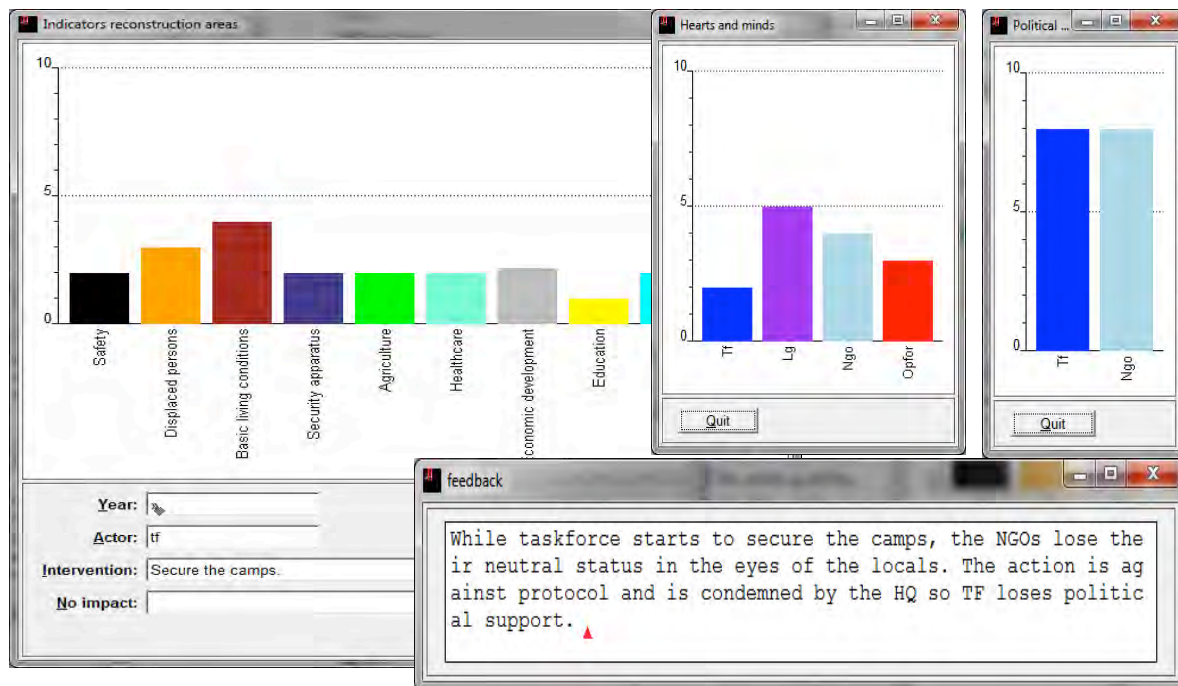 Indicators reconstruction areas
10
5
0
Safety
Displaced persons
Basic living conditions
Security apparatus
Agriculture
Healthcare
Economic development
Education
Year:
Actor: tf
Intervention: Secure the camps.
No impact:
Hearts and minds
10
5
0
Tf
Lg
Ngo
Opfor
Quit
Political ...
10
5
0
Tf
Ngo
Quit
feedback
While taskforce starts to secure the camps, the NGOs lose the
ir neutral status in the eyes of the locals. The action is ag
ainst protocol and is condemned by the HQ so TF loses politic
al support.